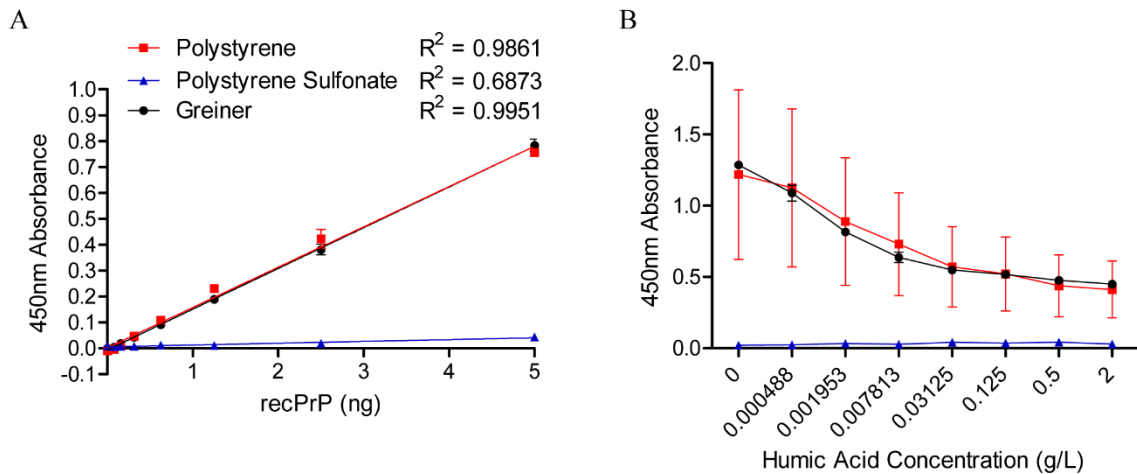 A
Polystyrene R² = 0.9861
Polystyrene Sulfonate R² = 0.6873
Greiner R² = 0.9951
1.0
0.9
0.8
0.7
0.6
0.5
0.4
0.3
0.2
0.1
0.0
-0.1
450nm Absorbance
1 2 3 4 5
recPrP (ng)
B
2.0
1.5
1.0
0.5
0.0
450nm Absorbance
0 0.000488 0.001953 0.007813 0.03125 0.125 0.5 2
Humic Acid Concentration (g/L)